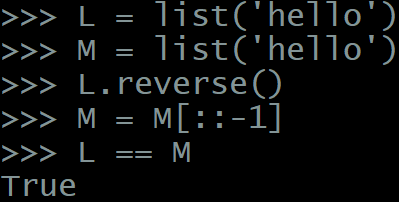 >>> L = list('hello')
>>> M = list('hello')
>>> L.reverse()
>>> M = M[::-1]
>>> L == M
True